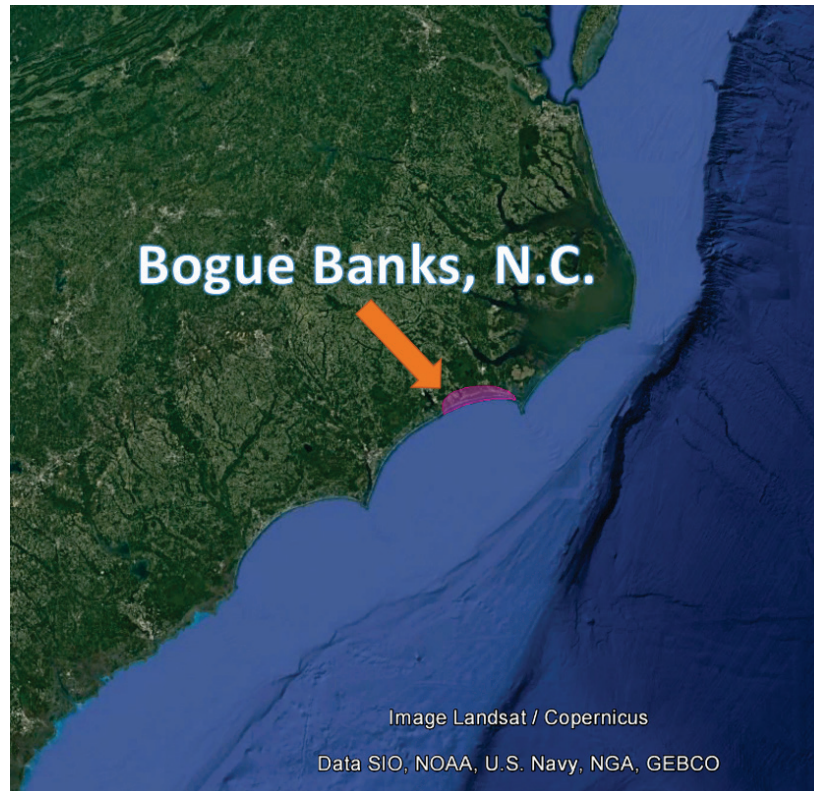 Bogue Banks, N.C.
Image Landsat / Copernicus
Data SIO, NOAA, U.S. Navy, NGA, GEBCO